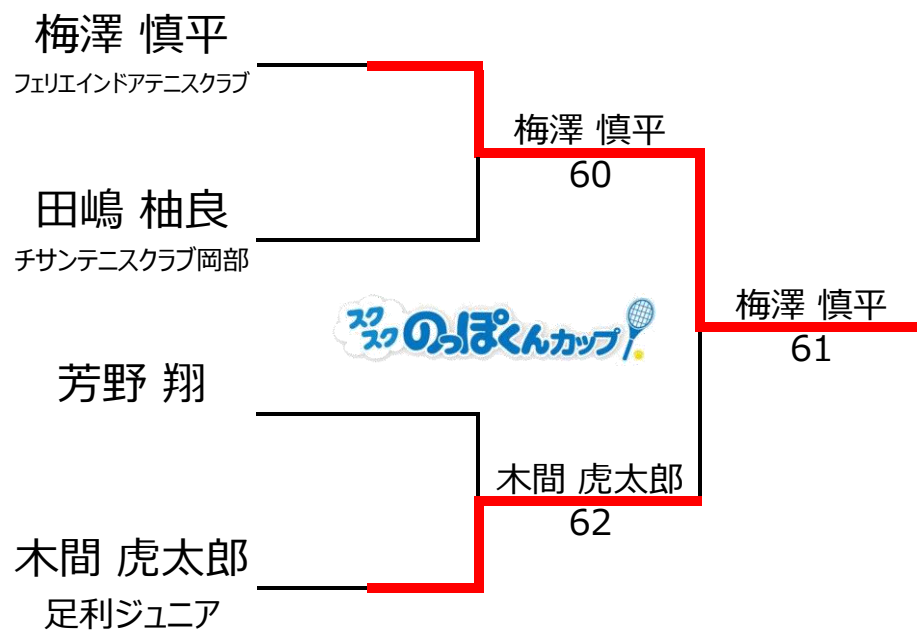 梅澤 慎平
フェリエインドアテニスクラブ
梅澤 慎平
60
田嶋 柚良
チサンテニスクラブ岡部
スク
スク のっぽくんカップ
梅澤 慎平
61
芳野 翔
木間 虎太郎
62
木間 虎太郎
足利ジュニア